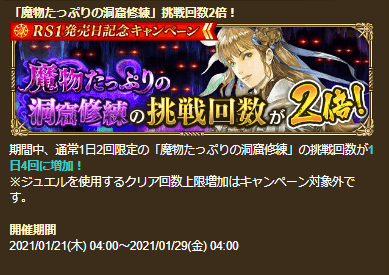 「魔物たっぷりの洞窟修練」挑戦回数2倍！
RS1発売日記念キャンペーン
魔物たっぷりの
洞窟修練の挑戦回数が2倍!
期間中、通常1日2回限定の「魔物たっぷりの洞窟修練」の挑戦回数が1
日4回に増加！
※ジュエルを使用するクリア回数上限増加はキャンペーン対象外で
す。
開催期間
2021/01/21(木) 04:00～2021/01/29(金) 04:00